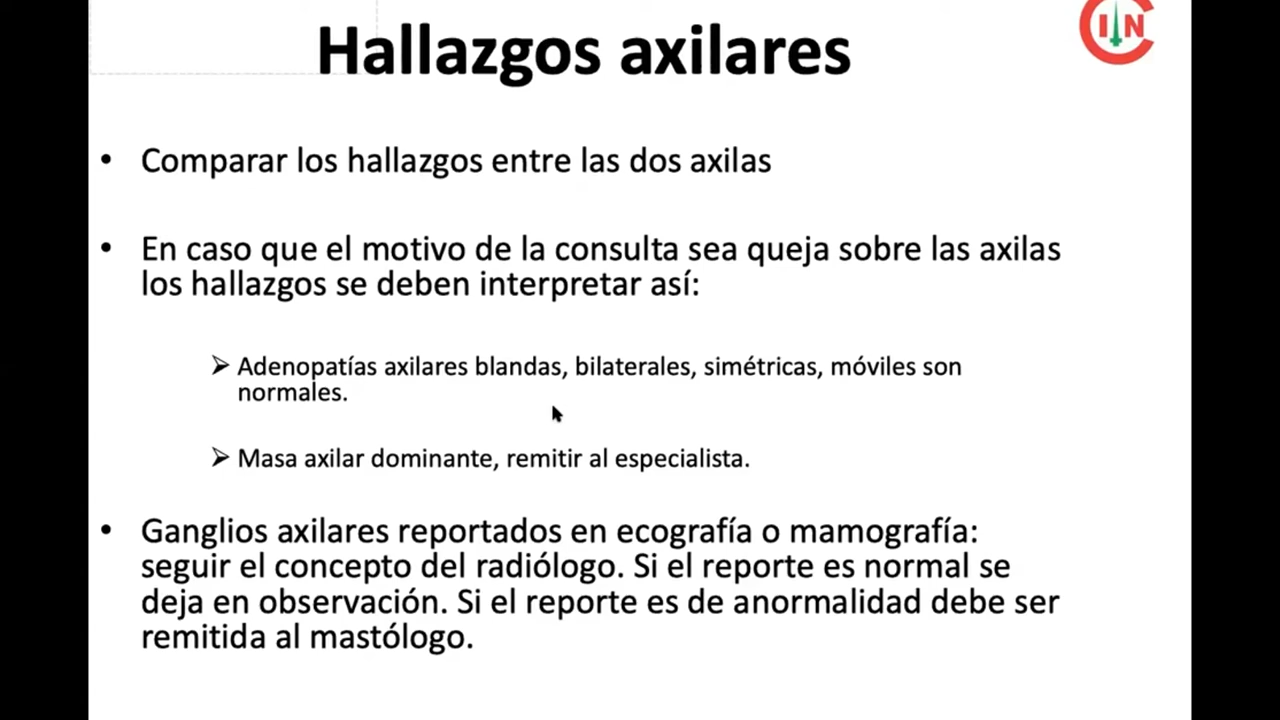 Hallazgos axilares
CIN
• Comparar los hallazgos entre las dos axilas
• En caso que el motivo de la consulta sea queja sobre las axilas
los hallazgos se deben interpretar así:
➢ Adenopatías axilares blandas, bilaterales, simétricas, móviles son
normales.
➢ Masa axilar dominante, remitir al especialista.
• Ganglios axilares reportados en ecografía o mamografía:
seguir el concepto del radiólogo. Si el reporte es normal se
deja en observación. Si el reporte es de anormalidad debe ser
remitida al mastólogo.